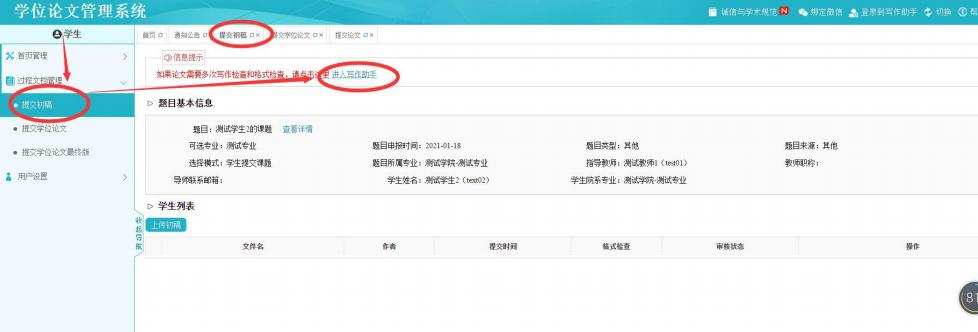 学位论文管理系统
诚信与学术规范 N 绑定微信 登录到写作助手 切换
学生
首页 通知公告 提交初稿 提交学位论文 提交论文
首页管理
信息提示
如果论文需要多次写作检查和格式检查，请点击这里 进入写作助手
过程文档管理
提交初稿
题目基本信息
提交学位论文
题目：测试学生2的课题 查看详情
可选专业：测试专业 题目申报时间：2021-01-18 题目类型：其他 题目来源：其他
提交学位论文最终版
选择模式：学生提交课题 题目所属专业：测试学院-测试专业 指导教师：测试教师1（test01） 教师职称：
用户设置
导师联系邮箱： 学生姓名：测试学生2（text02） 学生院系专业：测试学院-测试专业
学生列表
收起导航
上传初稿
文件名 作者 提交时间 格式检查 审核状态 操作
81